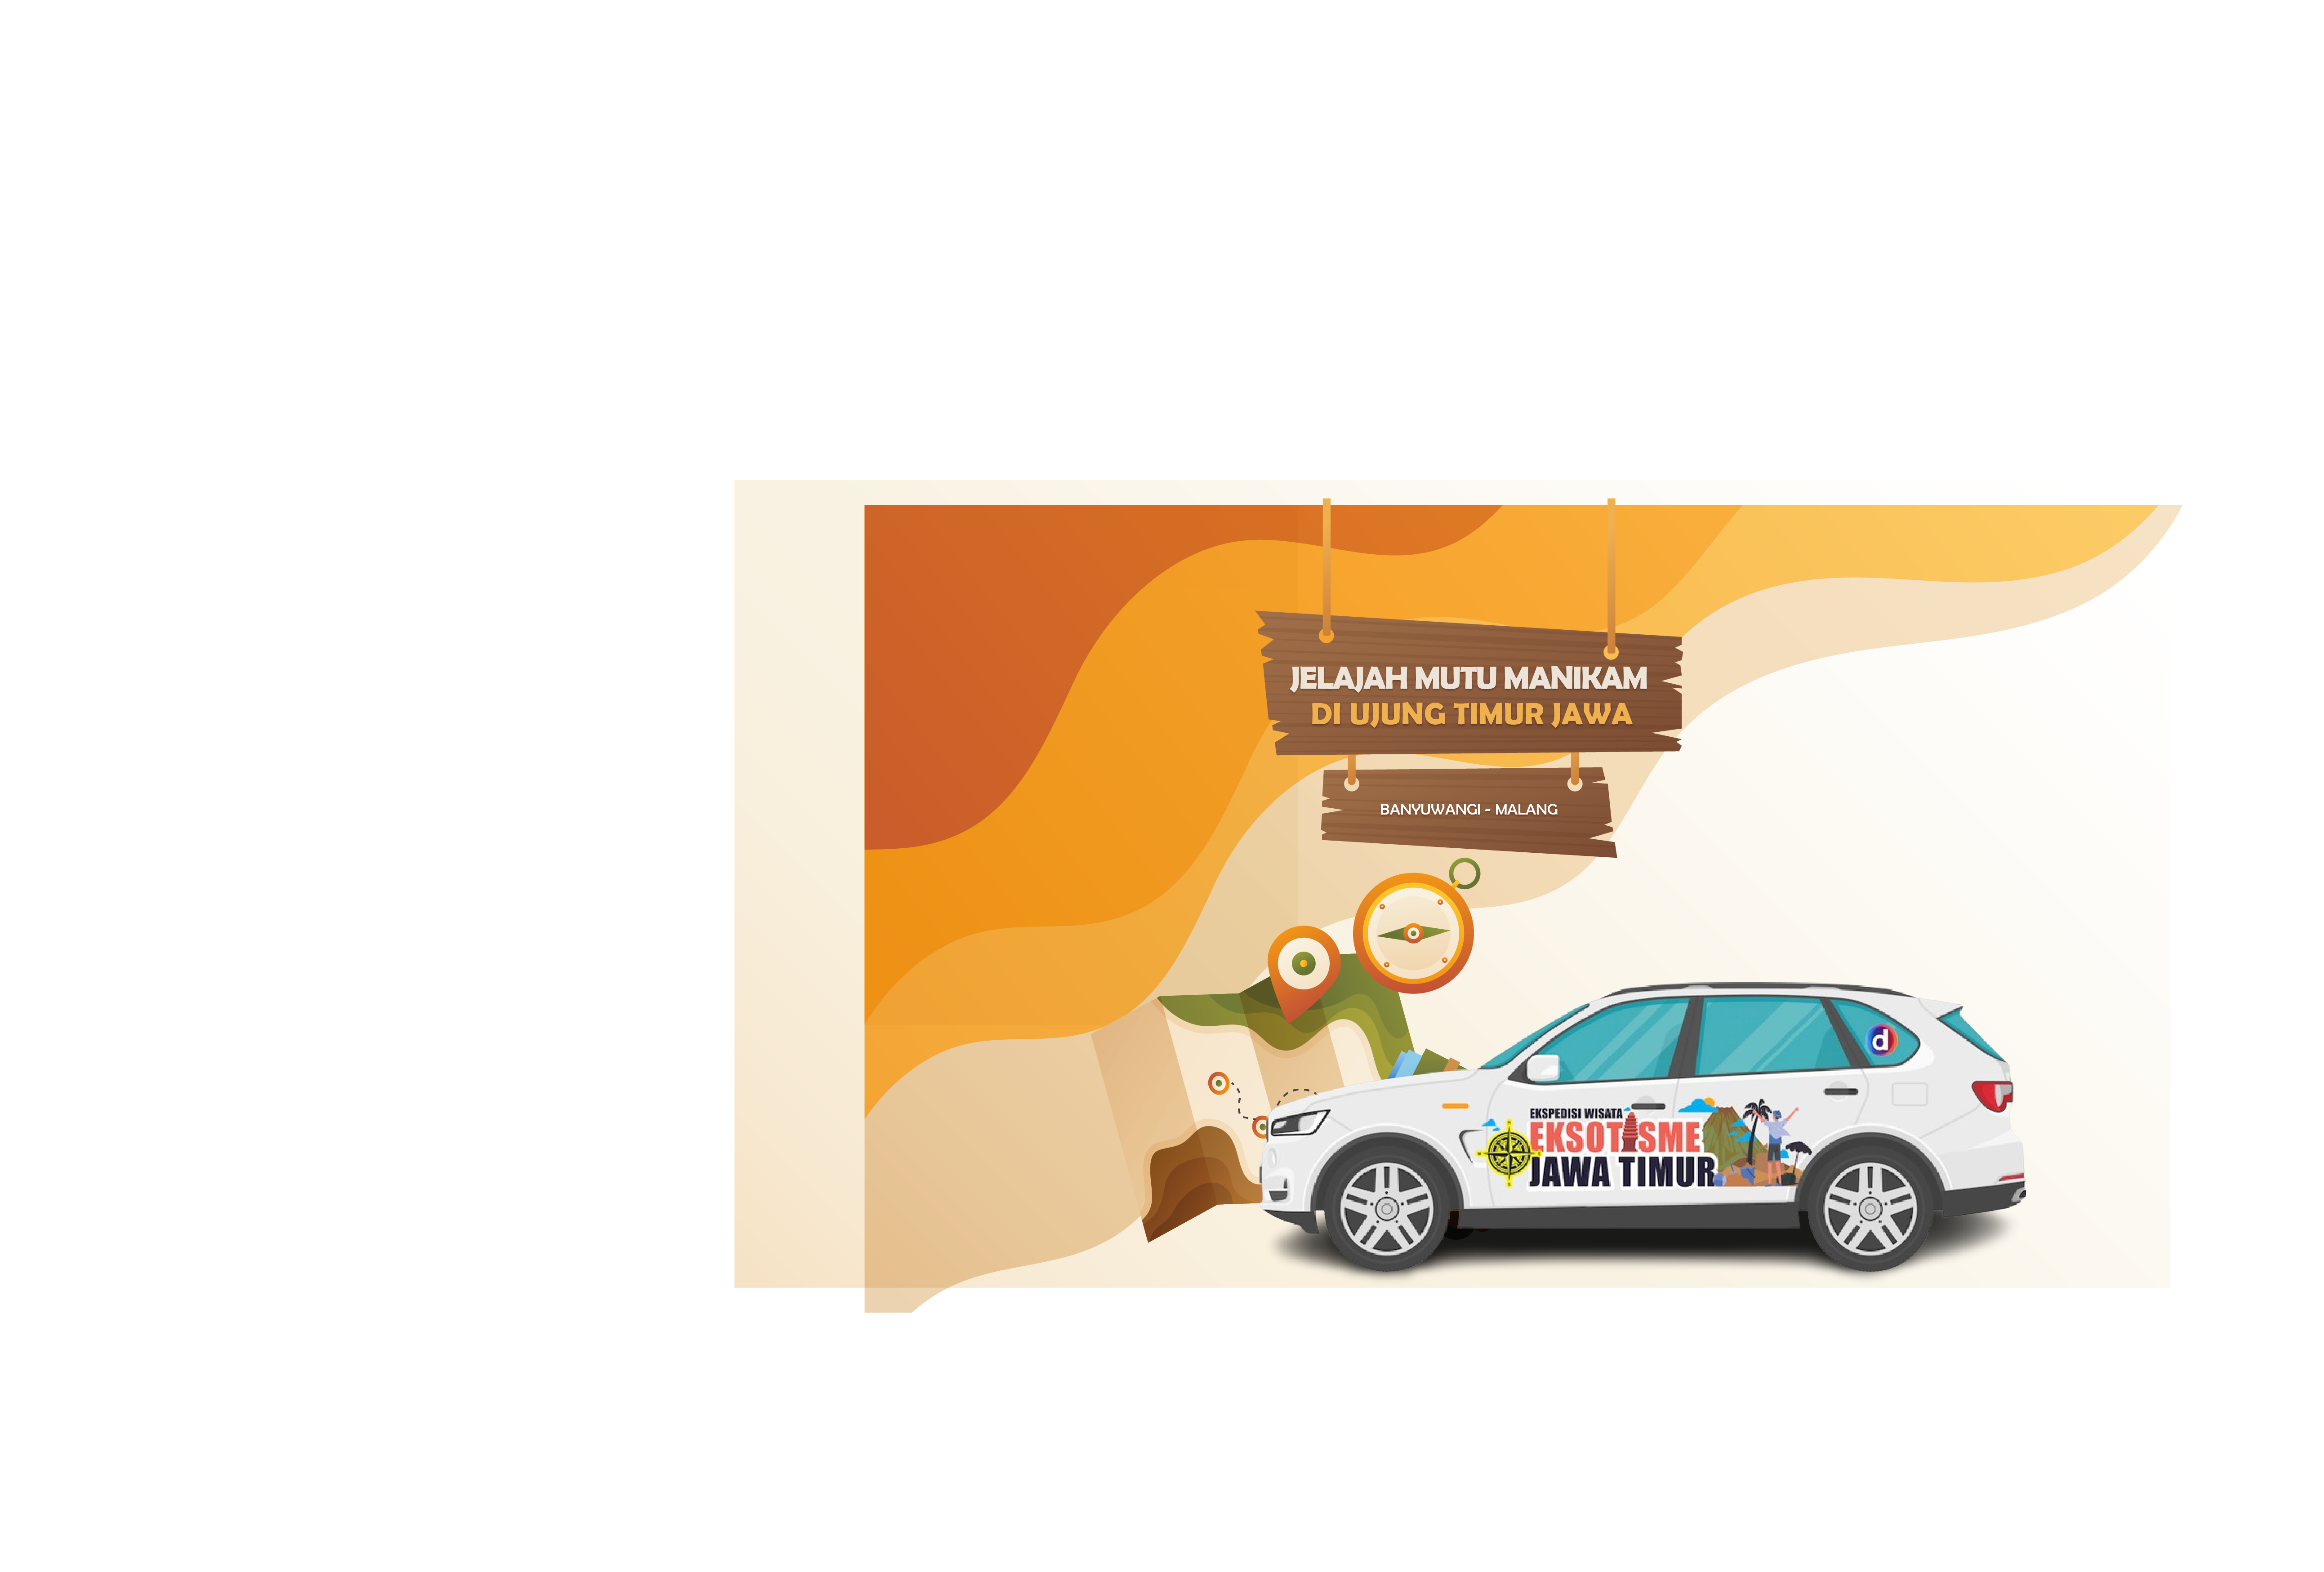 JELAJAH MUTU MANIKAM
DI UJUNG TIMUR JAWA
BANYUWANGI - MALANG
d
EKSPEDISI WISATA
EKSOTISME
JAWA TIMUR